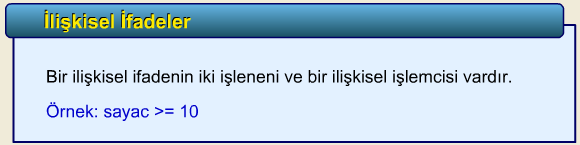 İlişkisel İfadeler
Bir ilişkisel ifadenin iki işleneni ve bir ilişkisel işlemcisi vardır.
Örnek: sayac >= 10